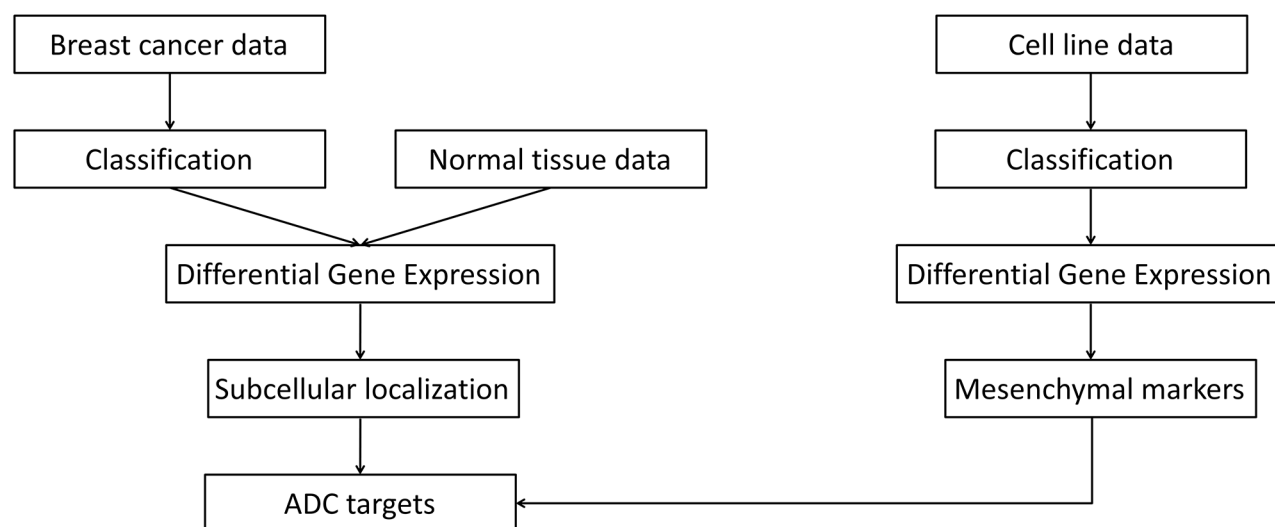 Breast cancer data
Cell line data
Classification
Normal tissue data
Classification
Differential Gene Expression
Differential Gene Expression
Subcellular localization
Mesenchymal markers
ADC targets